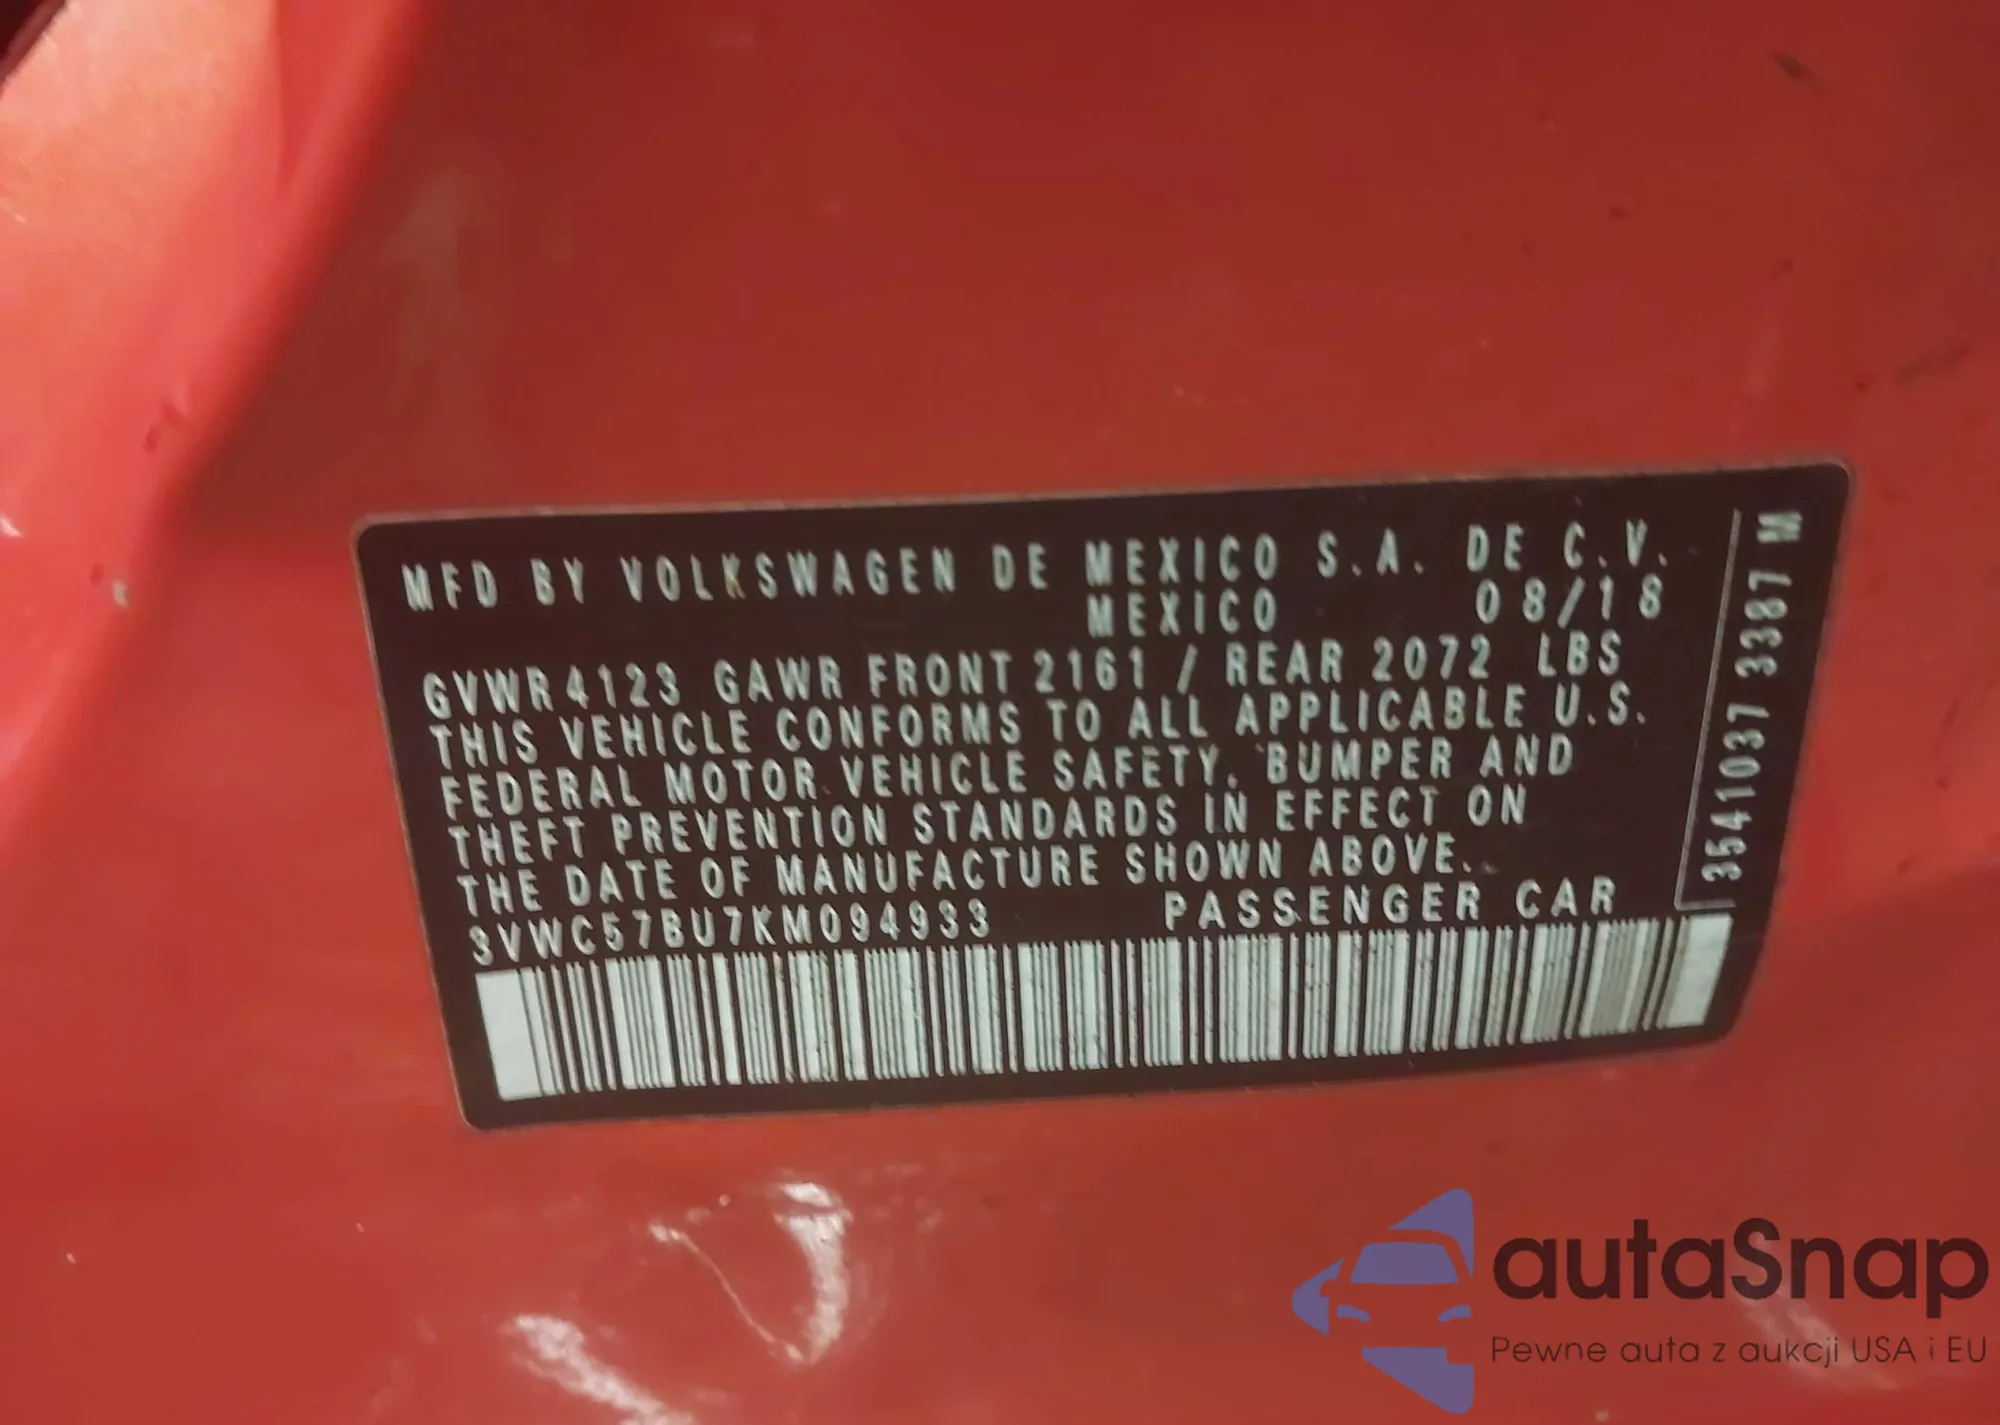 MFD BY VOLKSWAGEN DE MEXICO S.A. DE C.V.
MEXICO 08/18
GVWR 4123 GAWR FRONT 2161 / REAR 2072 LBS
THIS VEHICLE CONFORMS TO ALL APPLICABLE U.S.
FEDERAL MOTOR VEHICLE SAFETY, BUMPER AND
THEFT PREVENTION STANDARDS IN EFFECT ON
THE DATE OF MANUFACTURE SHOWN ABOVE.
3VWC57BU7KM094933 PASSENGER CAR
3541037 3387 M
autaSnap
Pewne auta z aukcji USA i EU